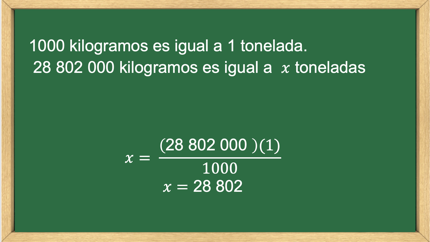 1000 kilogramos es igual a 1 tonelada.
28 802 000 kilogramos es igual a x toneladas
x = (28 802 000 )(1)
1000
x = 28 802